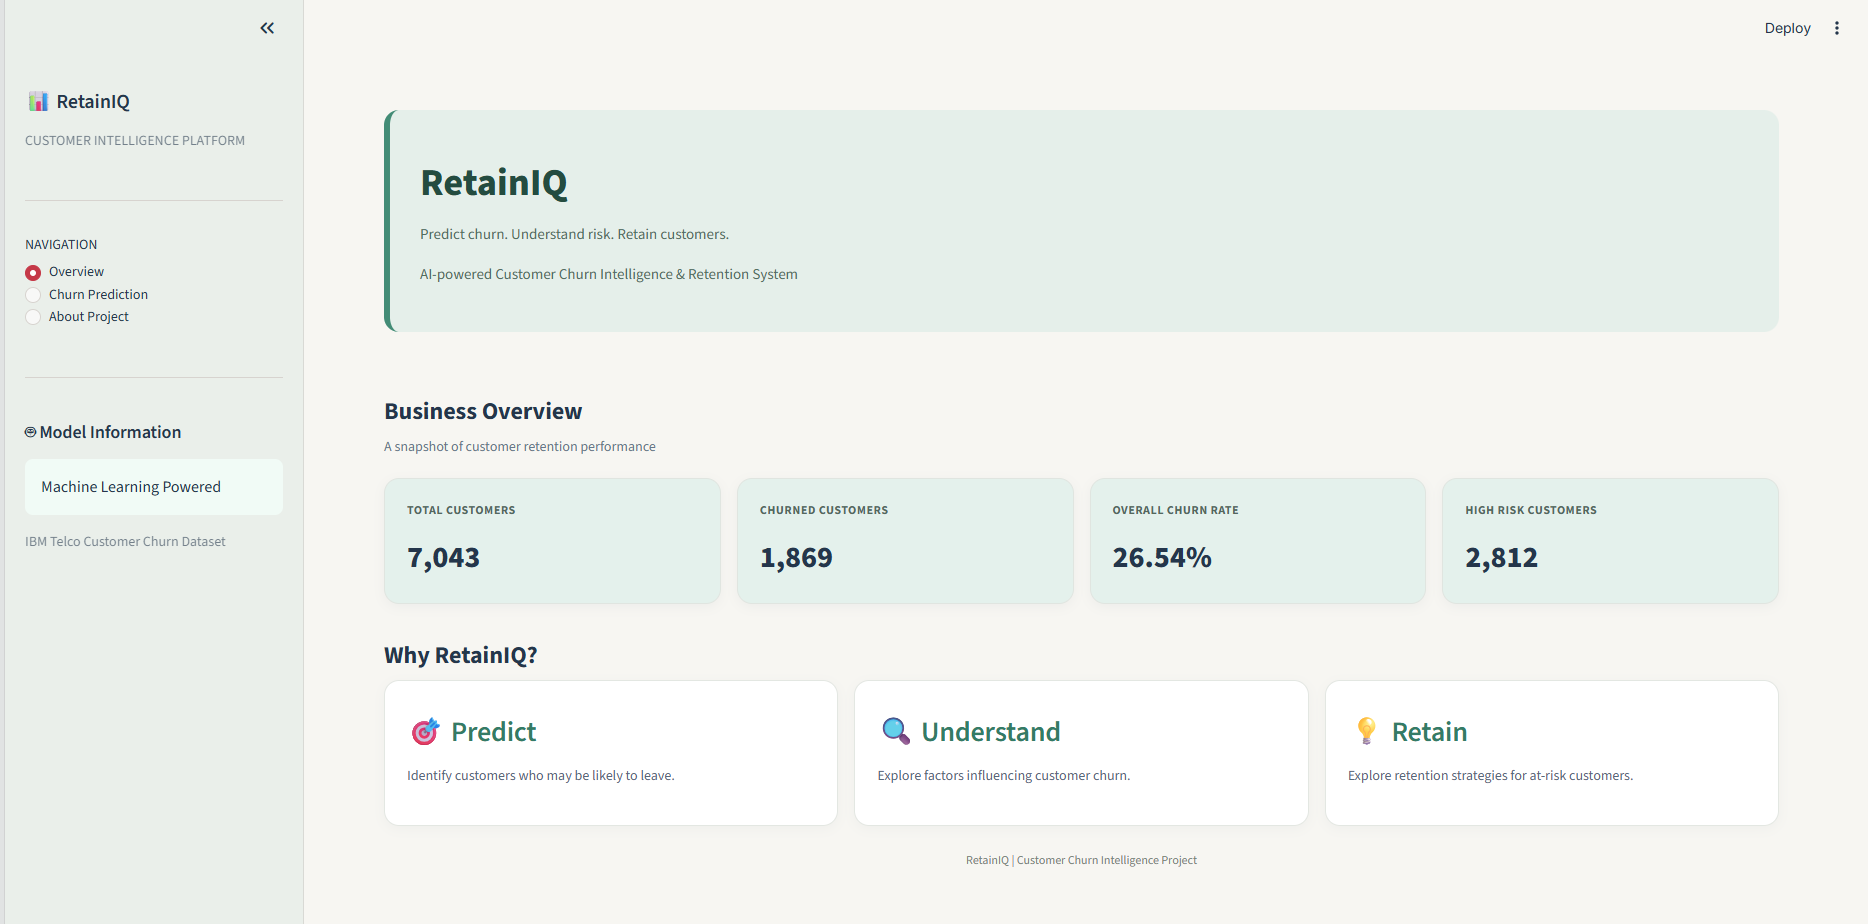 Deploy
RetainIQ
CUSTOMER INTELLIGENCE PLATFORM
NAVIGATION
Overview
Churn Prediction
About Project
Model Information
Machine Learning Powered
IBM Telco Customer Churn Dataset
RetainIQ
Predict churn. Understand risk. Retain customers.
AI-powered Customer Churn Intelligence & Retention System
Business Overview
A snapshot of customer retention performance
TOTAL CUSTOMERS
7,043
CHURNED CUSTOMERS
1,869
OVERALL CHURN RATE
26.54%
HIGH RISK CUSTOMERS
2,812
Why RetainIQ?
Predict
Identify customers who may be likely to leave.
Understand
Explore factors influencing customer churn.
Retain
Explore retention strategies for at-risk customers.
RetainIQ | Customer Churn Intelligence Project